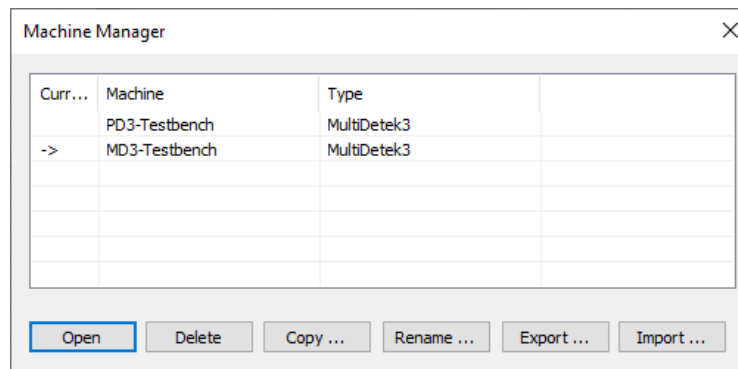 Machine Manager
Curr... Machine Type
PD3-Testbench MultiDetek3
-> MD3-Testbench MultiDetek3
Open Delete Copy ... Rename ... Export ... Import ...